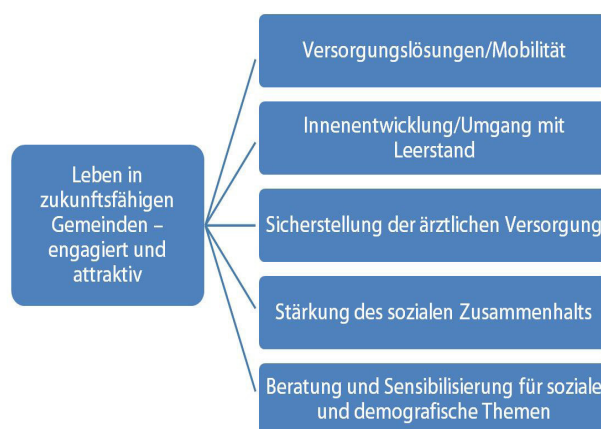 Leben in
zukunftsfähigen
Gemeinden –
engagiert und
attraktiv
Versorgungslösungen/Mobilität
Innenentwicklung/Umgang mit
Leerstand
Sicherstellung der ärztlichen Versorgung
Stärkung des sozialen Zusammenhalts
Beratung und Sensibilisierung für soziale
und demografische Themen